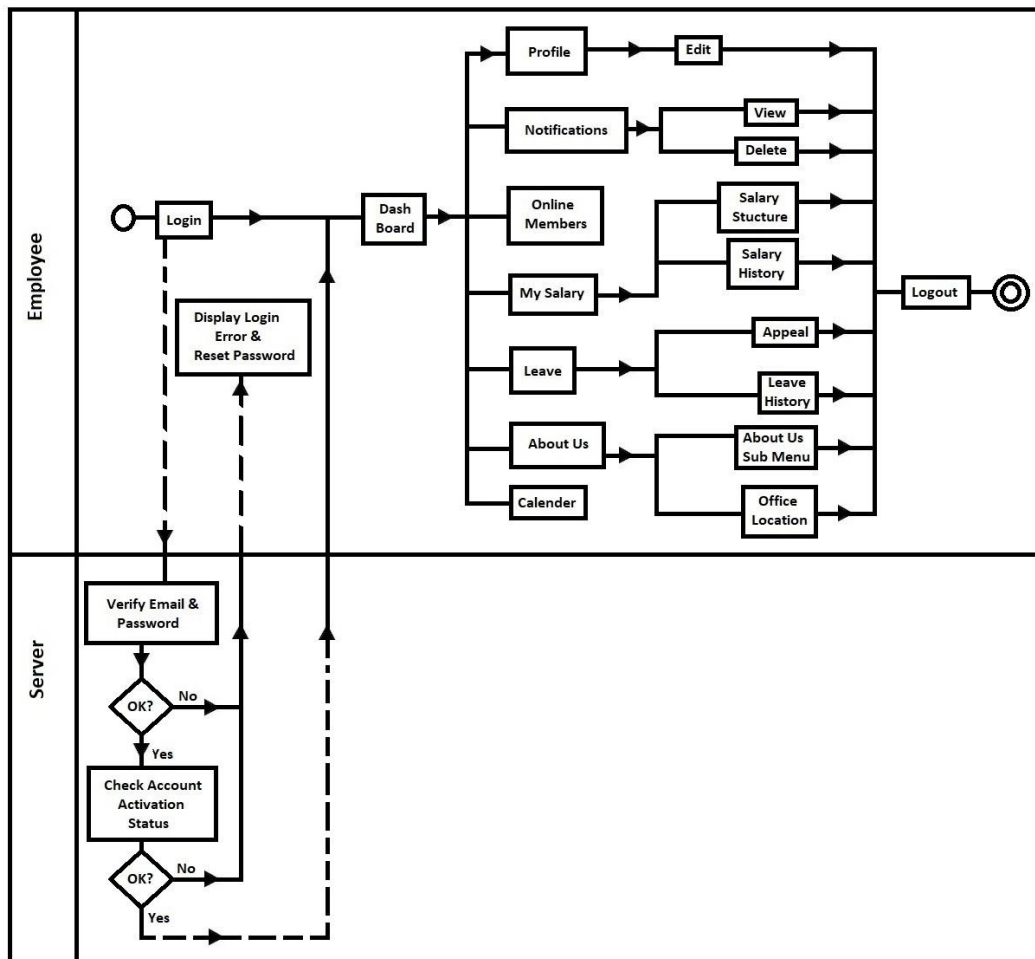 Employee
Profile
Edit
Notifications
View
Delete
Login
Dash
Board
Online
Members
Salary
Stucture
My Salary
Salary
History
Logout
Display Login
Error &
Reset Password
Leave
Appeal
Leave
History
About Us
About Us
Sub Menu
Calender
Office
Location
Server
Verify Email &
Password
OK?
No
Yes
Check Account
Activation
Status
OK?
No
Yes